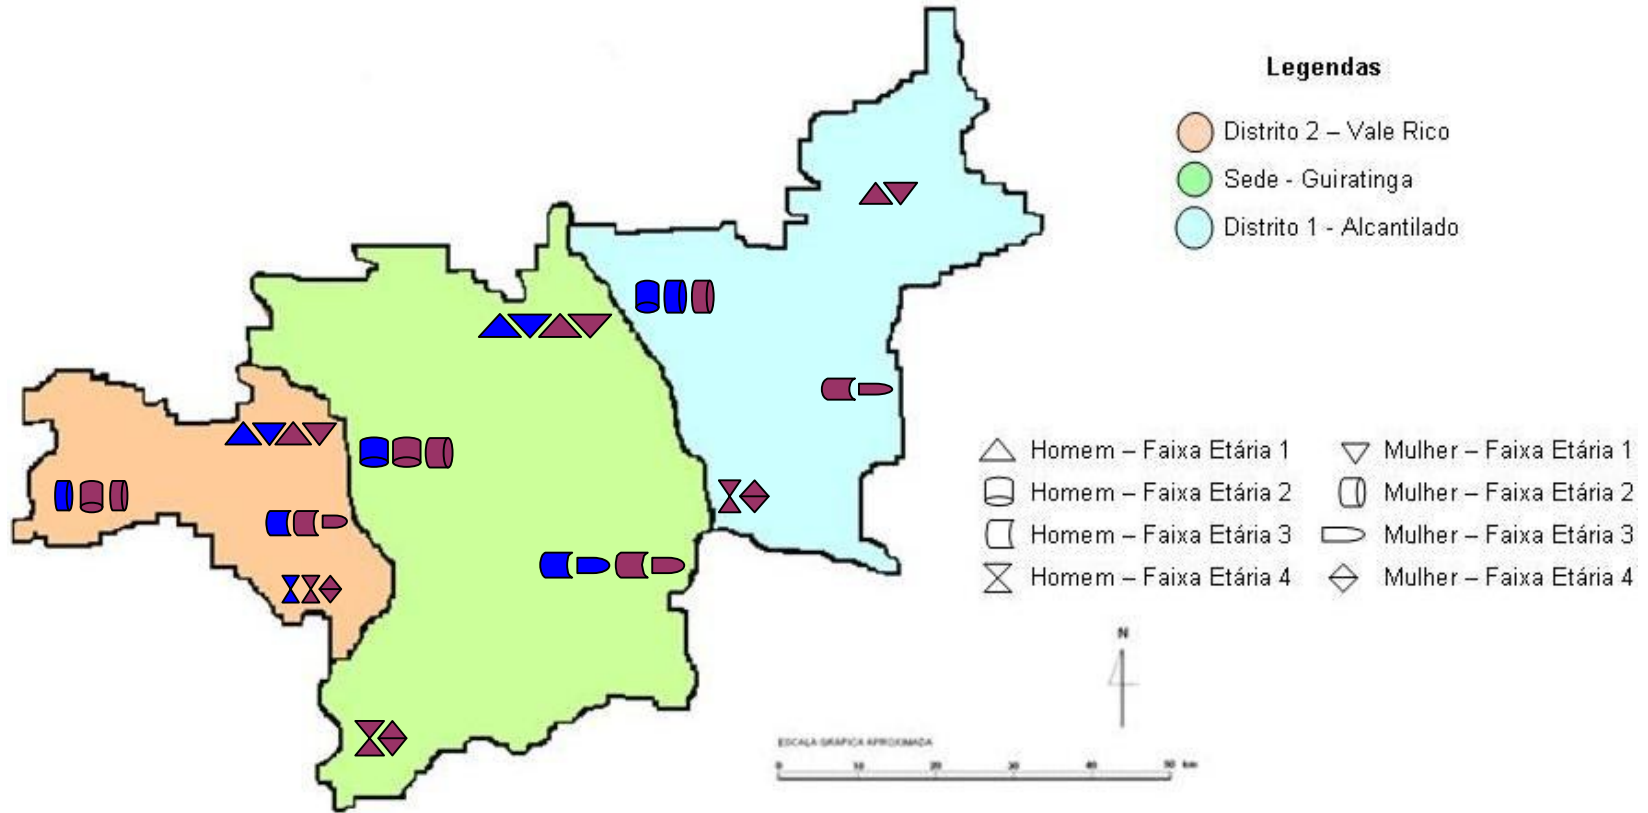 Legendas
Distrito 2 – Vale Rico
Sede - Guiratinga
Distrito 1 - Alcantilado
Homem – Faixa Etária 1
Mulher – Faixa Etária 1
Homem – Faixa Etária 2
Mulher – Faixa Etária 2
Homem – Faixa Etária 3
Mulher – Faixa Etária 3
Homem – Faixa Etária 4
Mulher – Faixa Etária 4
N
ESCALA GRÁFICA APROXIMADA
0 10 20 30 40 50 km